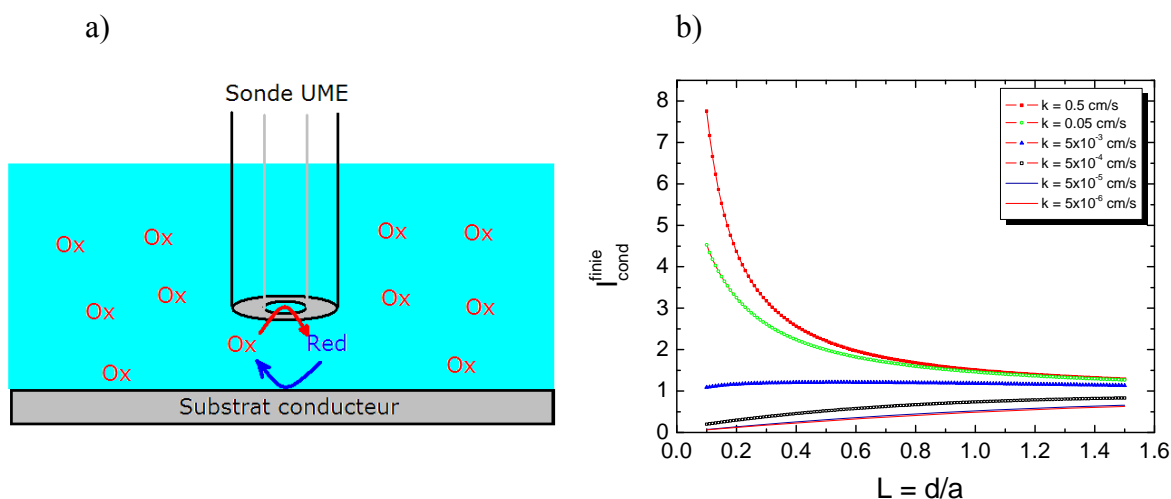 a)
Sonde UME
Ox
Ox
Ox
Ox
Ox
Ox
Ox
Ox
Ox Red
Ox
Ox
Substrat conducteur
b)
8
7
6
5
4
3
2
1
0
I cond finie
k = 0.5 cm/s
k = 0.05 cm/s
k = 5x10⁻³ cm/s
k = 5x10⁻⁴ cm/s
k = 5x10⁻⁵ cm/s
k = 5x10⁻⁶ cm/s
0.0 0.2 0.4 0.6 0.8 1.0 1.2 1.4 1.6
L = d/a